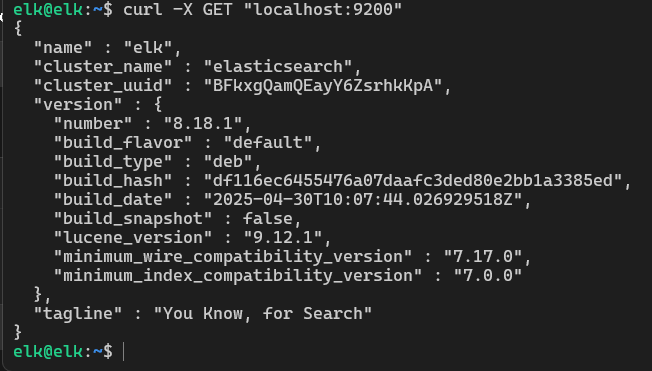 elk@elk:~$ curl -X GET "localhost:9200"
{
  "name" : "elk",
  "cluster_name" : "elasticsearch",
  "cluster_uuid" : "BFkxgQamQEayY6ZsrhkKpA",
  "version" : {
    "number" : "8.18.1",
    "build_flavor" : "default",
    "build_type" : "deb",
    "build_hash" : "df116ec6455476a07daafc3ded80e2bb1a3385ed",
    "build_date" : "2025-04-30T10:07:44.026929518Z",
    "build_snapshot" : false,
    "lucene_version" : "9.12.1",
    "minimum_wire_compatibility_version" : "7.17.0",
    "minimum_index_compatibility_version" : "7.0.0"
  },
  "tagline" : "You Know, for Search"
}
elk@elk:~$